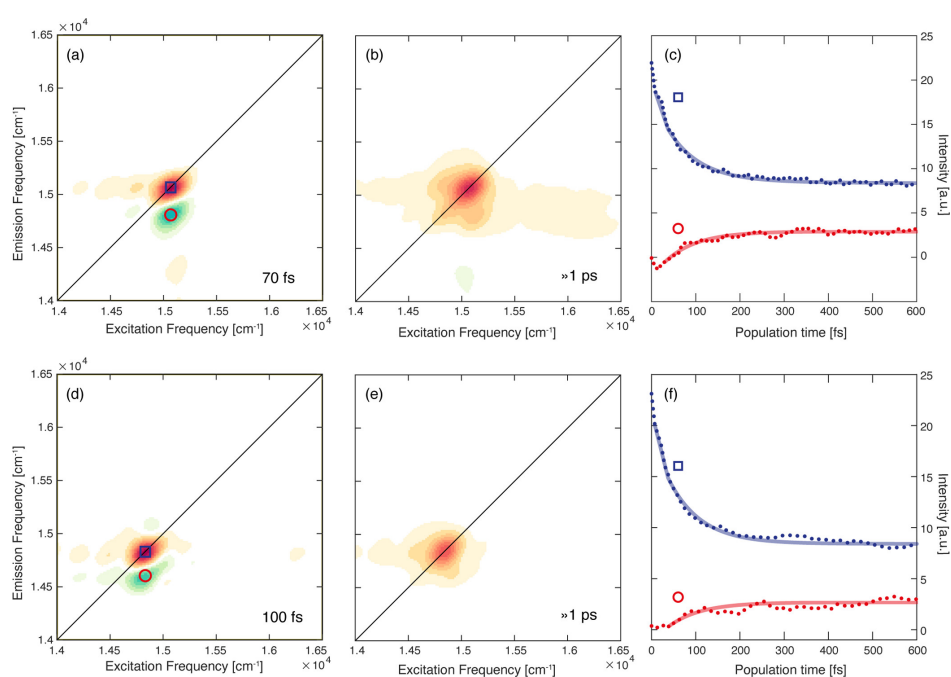 × 10⁴
(a)
(b)
(c)
1.65
1.6
1.55
1.5
1.45
1.4
Emission Frequency [cm⁻¹]
70 fs
»1 ps
1.4 1.45 1.5 1.55 1.6 1.65
Excitation Frequency [cm⁻¹] × 10⁴
1.4 1.45 1.5 1.55 1.6 1.65
Excitation Frequency [cm⁻¹] × 10⁴
25
20
15
10
5
0
Intensity [a.u.]
0 100 200 300 400 500 600
Population time [fs]
× 10⁴
(d)
(e)
(f)
1.65
1.6
1.55
1.5
1.45
1.4
Emission Frequency [cm⁻¹]
100 fs
»1 ps
1.4 1.45 1.5 1.55 1.6 1.65
Excitation Frequency [cm⁻¹] × 10⁴
1.4 1.45 1.5 1.55 1.6 1.65
Excitation Frequency [cm⁻¹] × 10⁴
25
20
15
10
5
0
Intensity [a.u.]
0 100 200 300 400 500 600
Population time [fs]